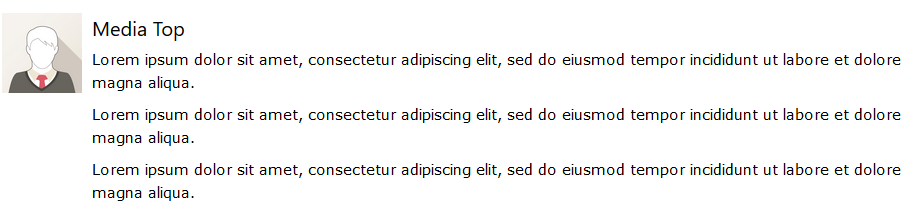 Media Top
Lorem ipsum dolor sit amet, consectetur adipiscing elit, sed do eiusmod tempor incididunt ut labore et dolore
magna aliqua.
Lorem ipsum dolor sit amet, consectetur adipiscing elit, sed do eiusmod tempor incididunt ut labore et dolore
magna aliqua.
Lorem ipsum dolor sit amet, consectetur adipiscing elit, sed do eiusmod tempor incididunt ut labore et dolore
magna aliqua.